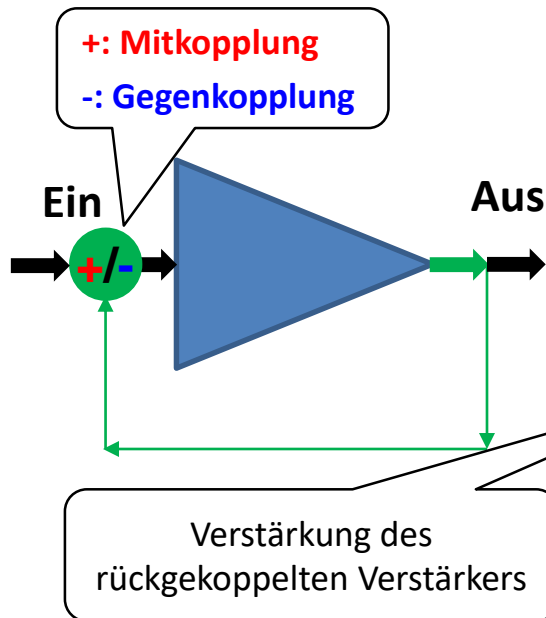 +: Mitkopplung
-: Gegenkopplung
Ein
Aus
+/-
Verstärkung des
rückgekoppelten Verstärkers